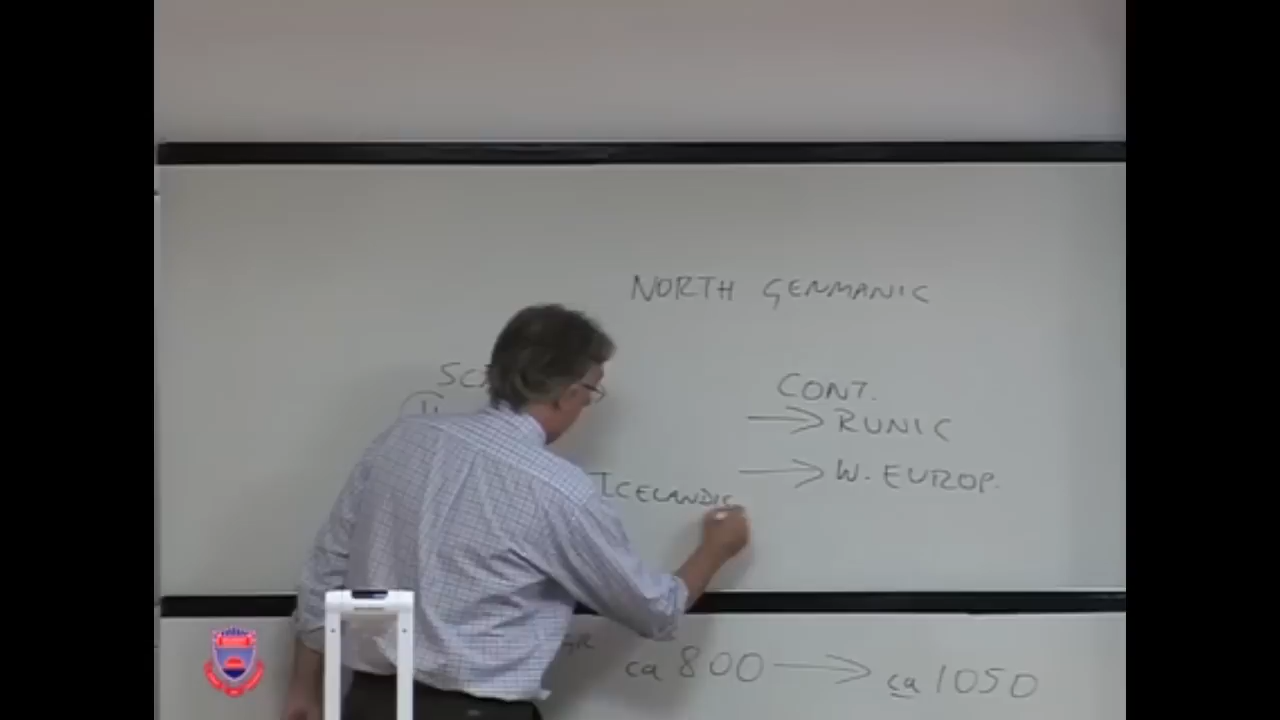 NORTH GERMANIC
CONT.
→ RUNIC
→ W. EUROP.
ICELANDIC
ca 800 → ca 1050